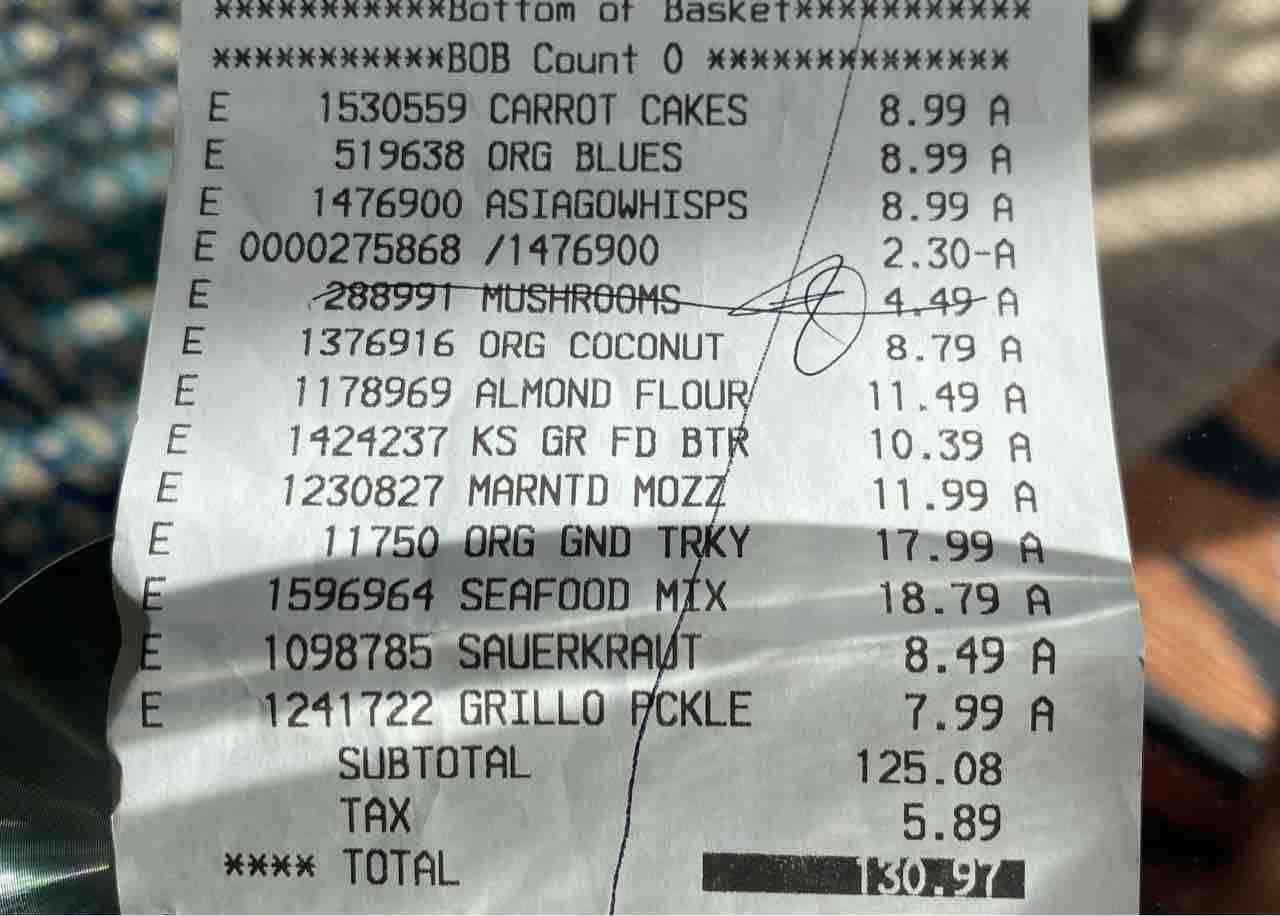 ***********Bottom of Basket***********
***********BOB Count 0 **************
E 1530559 CARROT CAKES 8.99 A
E 519638 ORG BLUES 8.99 A
E 1476900 ASIAGOWHISPS 8.99 A
E 0000275868 /1476900 2.30-A
E 288991 MUSHROOMS 4.49 A
E 1376916 ORG COCONUT 8.79 A
E 1178969 ALMOND FLOUR 11.49 A
E 1424237 KS GR FD BTR 10.39 A
E 1230827 MARNTD MOZZ 11.99 A
E 11750 ORG GND TRKY 17.99 A
E 1596964 SEAFOOD MIX 18.79 A
E 1098785 SAUERKRAUT 8.49 A
E 1241722 GRILLO PCKLE 7.99 A
SUBTOTAL 125.08
TAX 5.89
**** TOTAL 130.97